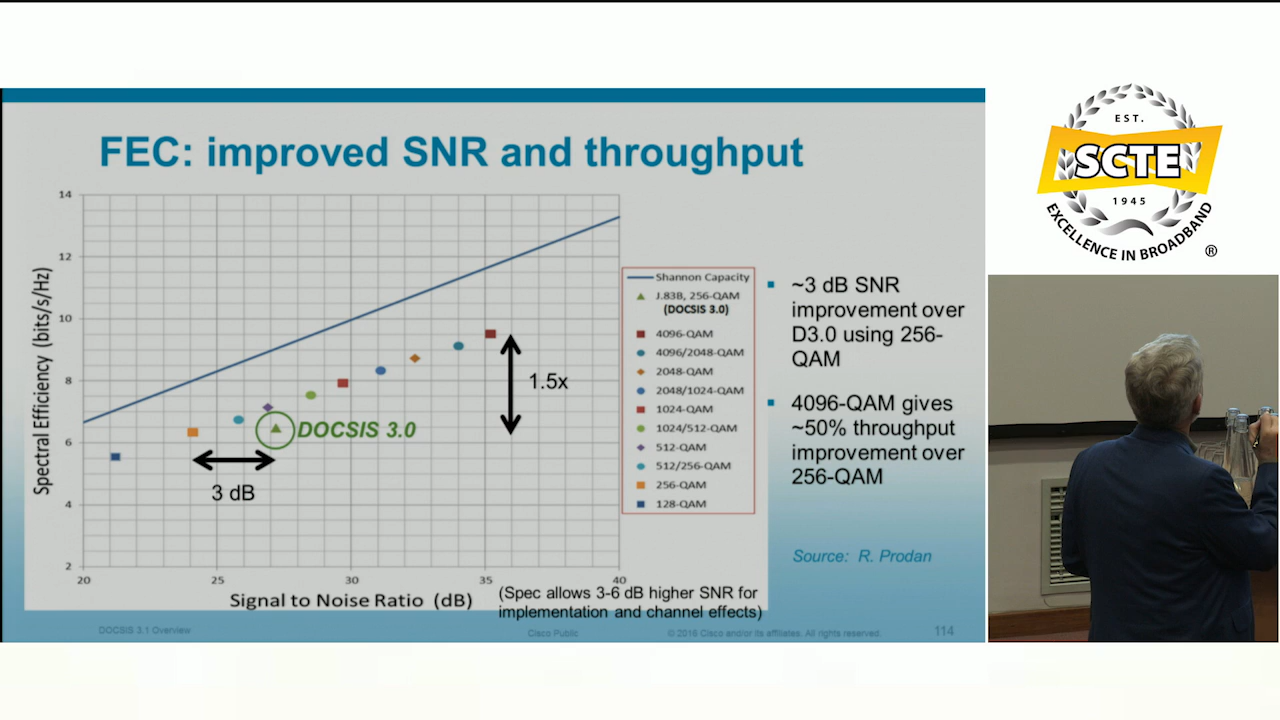 FEC: improved SNR and throughput
14
12
10
8
6
4
2
20
25
30
35
40
Spectral Efficiency (bits/s/Hz)
Signal to Noise Ratio (dB)
DOCSIS 3.0
3 dB
1.5x
Shannon Capacity
J.83B, 256-QAM
(DOCSIS 3.0)
4096-QAM
4096/2048-QAM
2048-QAM
2048/1024-QAM
1024-QAM
1024/512-QAM
512-QAM
512/256-QAM
256-QAM
128-QAM
(Spec allows 3-6 dB higher SNR for
implementation and channel effects)
~3 dB SNR
improvement over
D3.0 using 256-
QAM
4096-QAM gives
~50% throughput
improvement over
256-QAM
Source: R. Prodan
DOCSIS 3.1 Overview
Cisco Public
© 2016 Cisco and/or its affiliates. All rights reserved.
114
EST.
SCTE
1945
EXCELLENCE IN BROADBAND
®